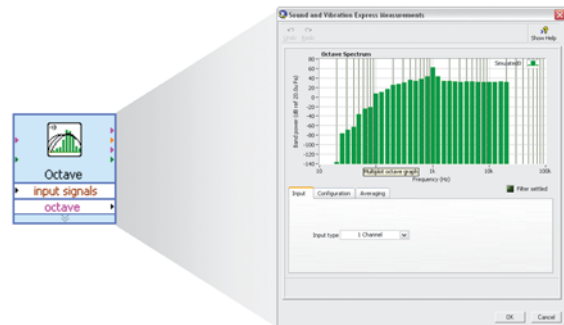 Octave
input signals
octave
Sound and Vibration Express Measurements
Undo Redo
Show Help
Octave Spectrum
Simulated0
Band power (dB ref 20.0u Pa)
80
60
40
20
0
-20
-40
-60
-80
-100
-120
-140
10
1k
10k
100k
Multiplot octave graph
Frequency (Hz)
Input Configuration Averaging
Filter settled
Input type 1 Channel
OK Cancel